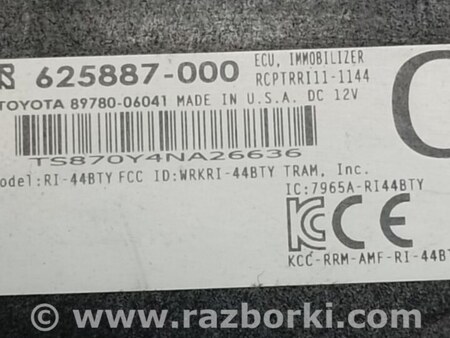 625887-000
ECU, IMMOBILIZER
RCPTRRI11-1144
TOYOTA 89780-06041 MADE IN U.S.A. DC 12V
TS870Y4NA26636
odel:RI-44BTY FCC ID:WRKRI-44BTY TRAM, Inc.
IC:7965A-RI44BTY
KCC-RRM-AMF-RI-44BT
© www.razborki.com